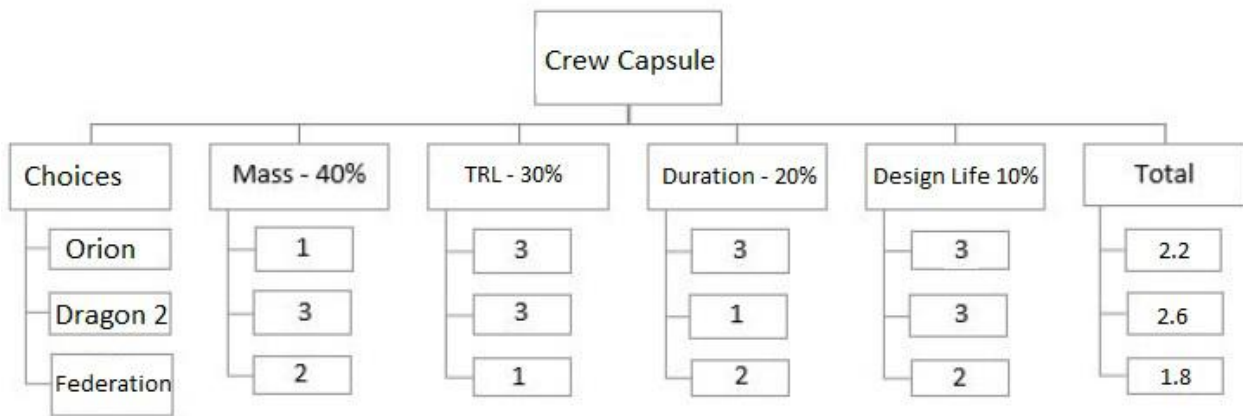 Crew Capsule
Choices
Mass - 40%
TRL - 30%
Duration - 20%
Design Life 10%
Total
Orion
1
3
3
3
2.2
Dragon 2
3
3
1
3
2.6
Federation
2
1
2
2
1.8